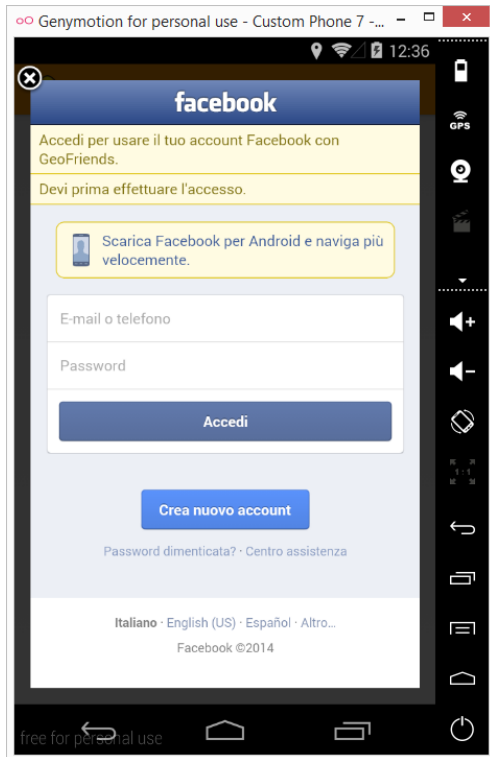 Genymotion for personal use - Custom Phone 7 -...
12:36
facebook
Accedi per usare il tuo account Facebook con
GeoFriends.
Devi prima effettuare l'accesso.
Scarica Facebook per Android e naviga più
velocemente.
E-mail o telefono
Password
Accedi
Crea nuovo account
Password dimenticata? · Centro assistenza
Italiano · English (US) · Español · Altro...
Facebook ©2014
free for personal use
GPS
1:1